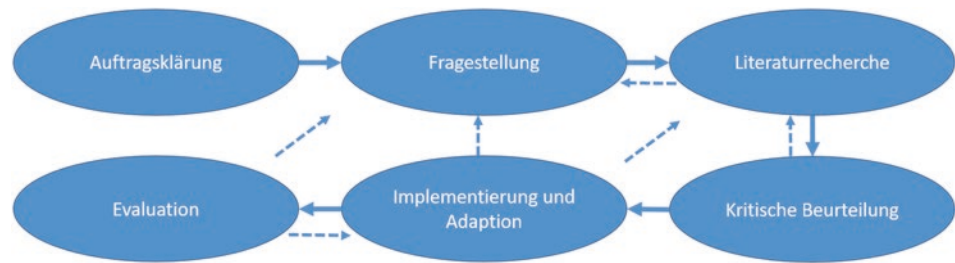 Auftragsklärung
Fragestellung
Literaturrecherche
Evaluation
Implementierung und
Adaption
Kritische Beurteilung